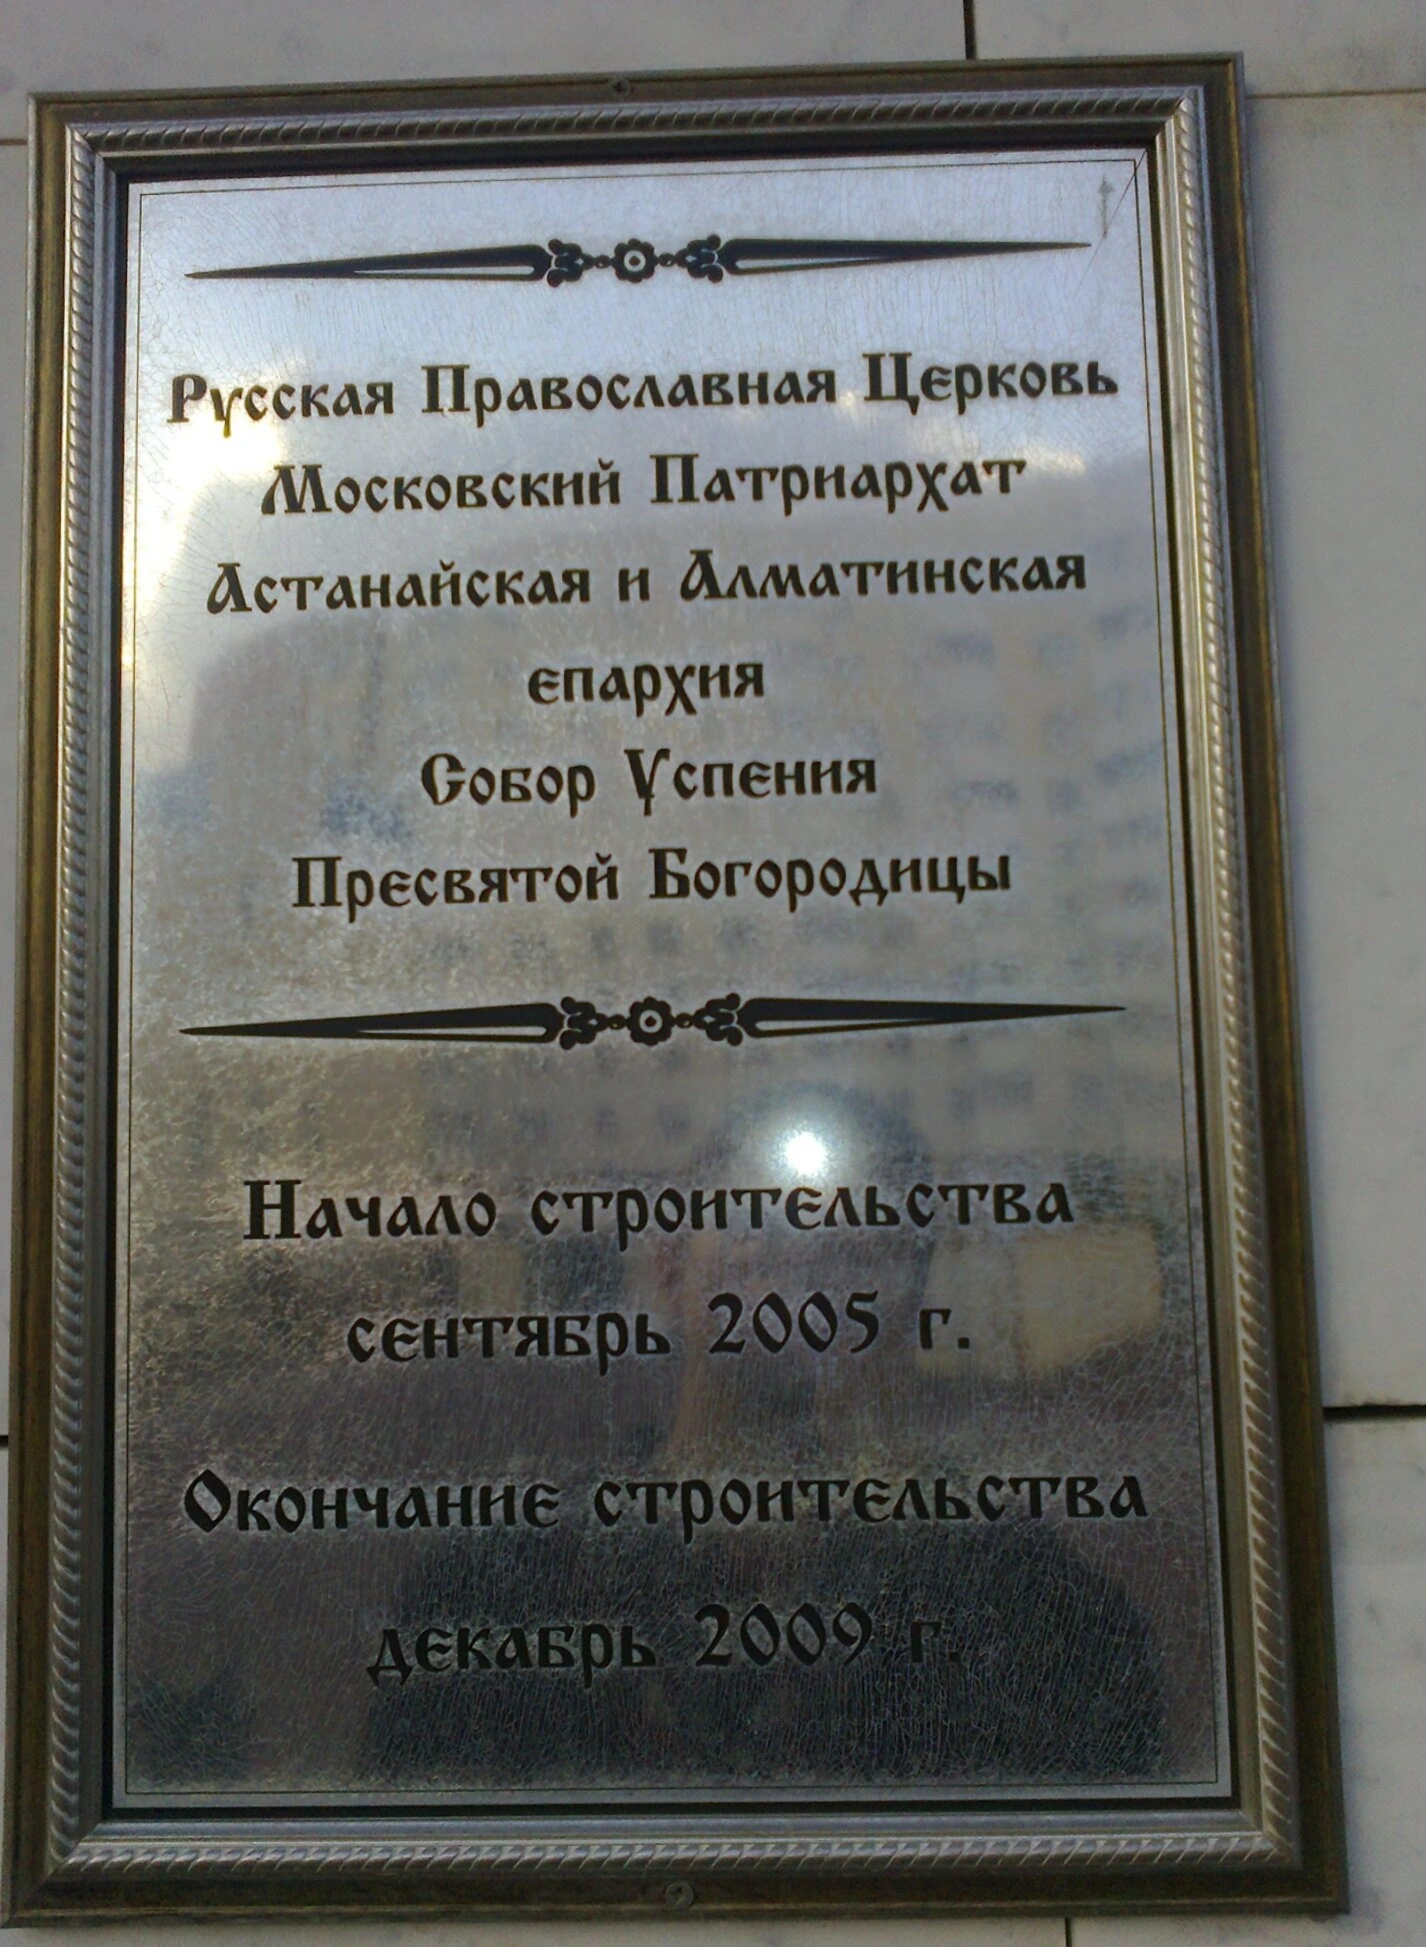 Русская Православная Церковь
Московский Патриархат
Астанайская и Алматинская
епархия
Собор Успения
Пресвятой Богородицы
Начало строительства
сентябрь 2005 г.
Окончание строительства
декабрь 2009 г.